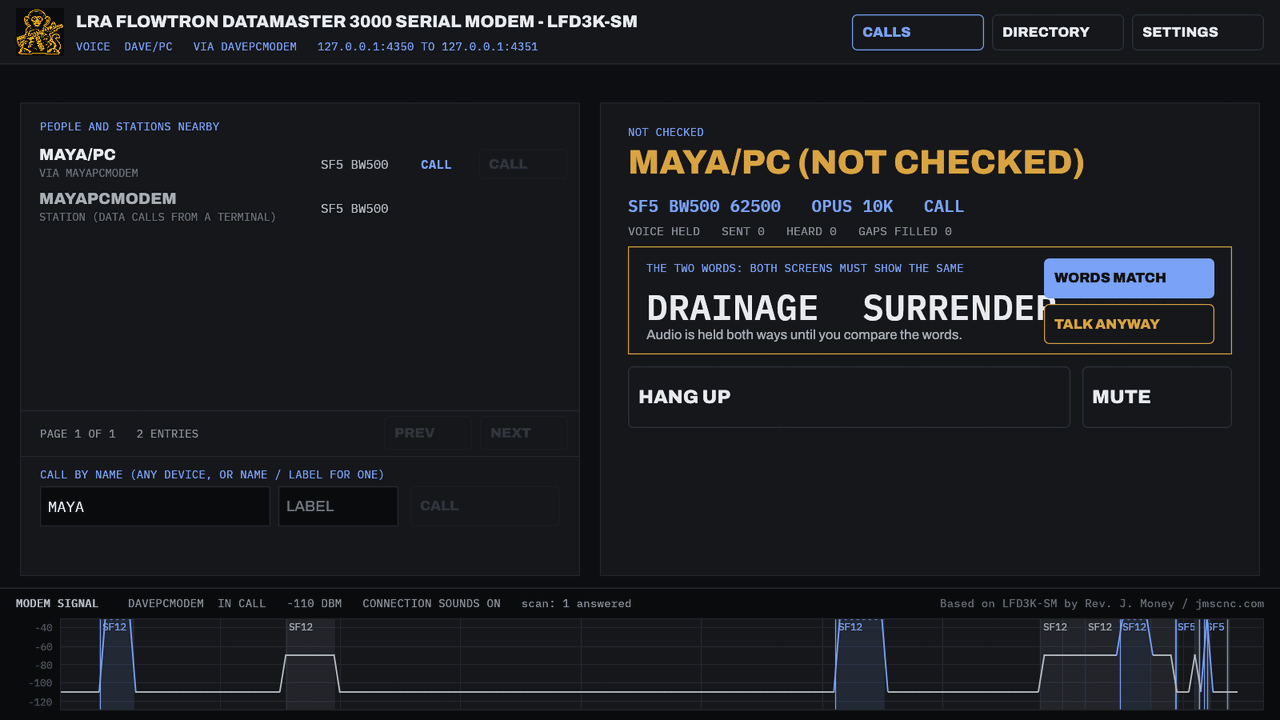 LRA FLOWTRON DATAMASTER 3000 SERIAL MODEM - LFD3K-SM
VOICE DAVE/PC VIA DAVEPCMODEM 127.0.0.1:4350 TO 127.0.0.1:4351
CALLS DIRECTORY SETTINGS
PEOPLE AND STATIONS NEARBY
MAYA/PC SF5 BW500 CALL CALL
VIA MAYAPCMODEM
MAYAPCMODEM SF5 BW500
STATION (DATA CALLS FROM A TERMINAL)
PAGE 1 OF 1 2 ENTRIES PREV NEXT
CALL BY NAME (ANY DEVICE, OR NAME / LABEL FOR ONE)
MAYA LABEL CALL
NOT CHECKED
MAYA/PC (NOT CHECKED)
SF5 BW500 62500 OPUS 10K CALL
VOICE HELD SENT 0 HEARD 0 GAPS FILLED 0
THE TWO WORDS: BOTH SCREENS MUST SHOW THE SAME
DRAINAGE SURRENDER
Audio is held both ways until you compare the words.
WORDS MATCH
TALK ANYWAY
HANG UP MUTE
MODEM SIGNAL DAVEPCMODEM IN CALL -110 DBM CONNECTION SOUNDS ON scan: 1 answered Based on LFD3K-SM by Rev. J. Money / jmscnc.com
-40 SF12 SF12 SF12 SF12 SF12 SF12 SF5 SF5
-60
-80
-100
-120